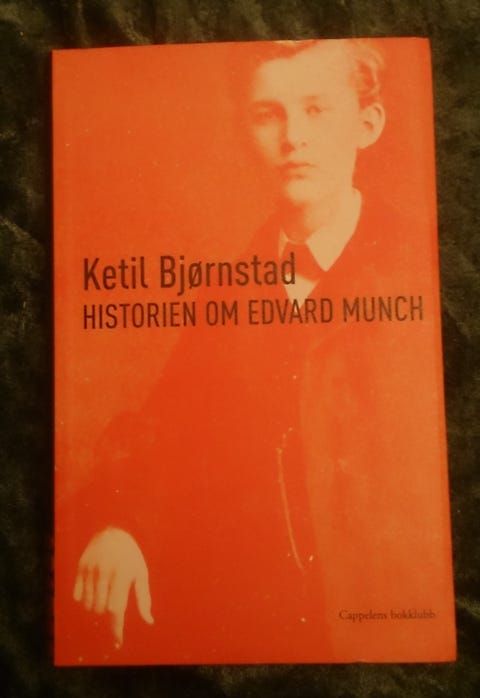 Ketil Bjørnstad
HISTORIEN OM EDVARD MUNCH
Cappelens bokklubb